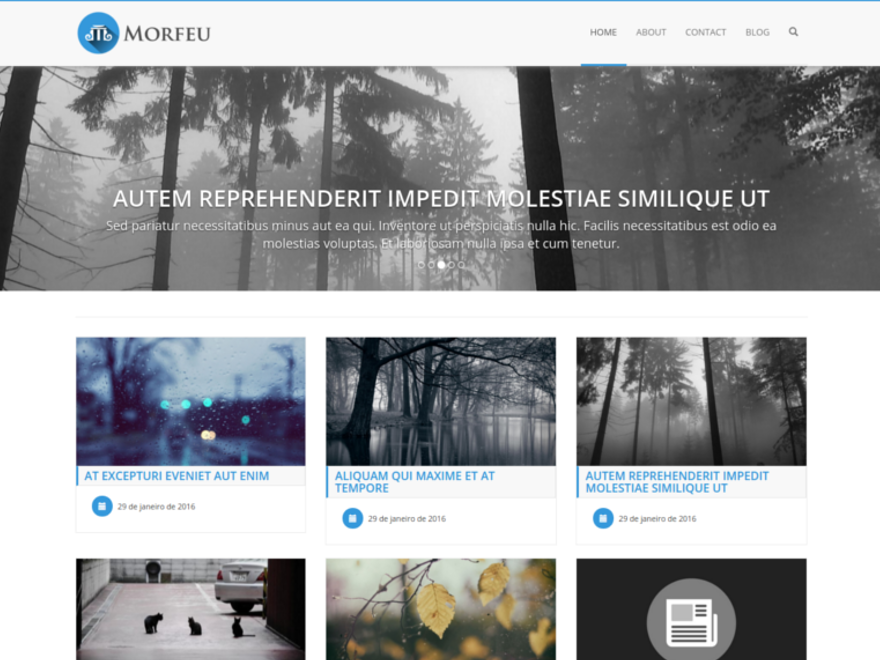 MORFEU
HOME ABOUT CONTACT BLOG
AUTEM REPREHENDERIT IMPEDIT MOLESTIAE SIMILIQUE UT
Sed pariatur necessitatibus minus aut ea qui. Inventore ut perspiciatis nulla hic. Facilis necessitatibus est odio ea
molestias voluptas. Et laboriosam nulla ipsa et cum tenetur.
AT EXCEPTURI EVENIET AUT ENIM
29 de janeiro de 2016
ALIQUAM QUI MAXIME ET AT
TEMPORE
29 de janeiro de 2016
AUTEM REPREHENDERIT IMPEDIT
MOLESTIAE SIMILIQUE UT
29 de janeiro de 2016